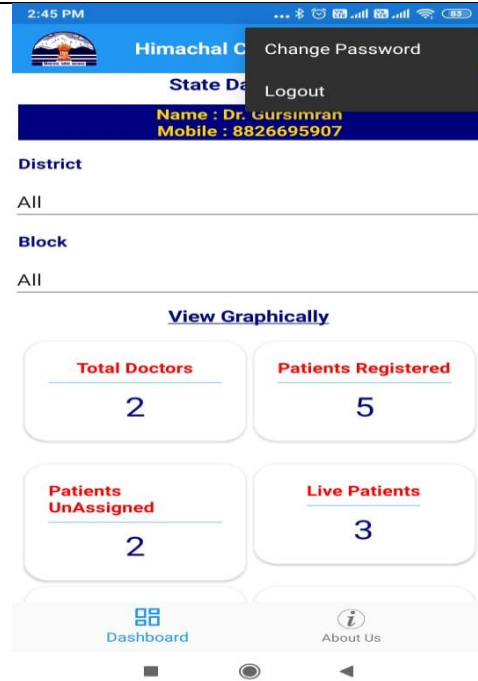 2:45 PM
83
Himachal C
Change Password
State Da
Logout
Name : Dr. Gursimran
Mobile : 8826695907
District
All
Block
All
View Graphically
Total Doctors
Patients Registered
2
5
Patients
UnAssigned
Live Patients
2
3
Dashboard
About Us